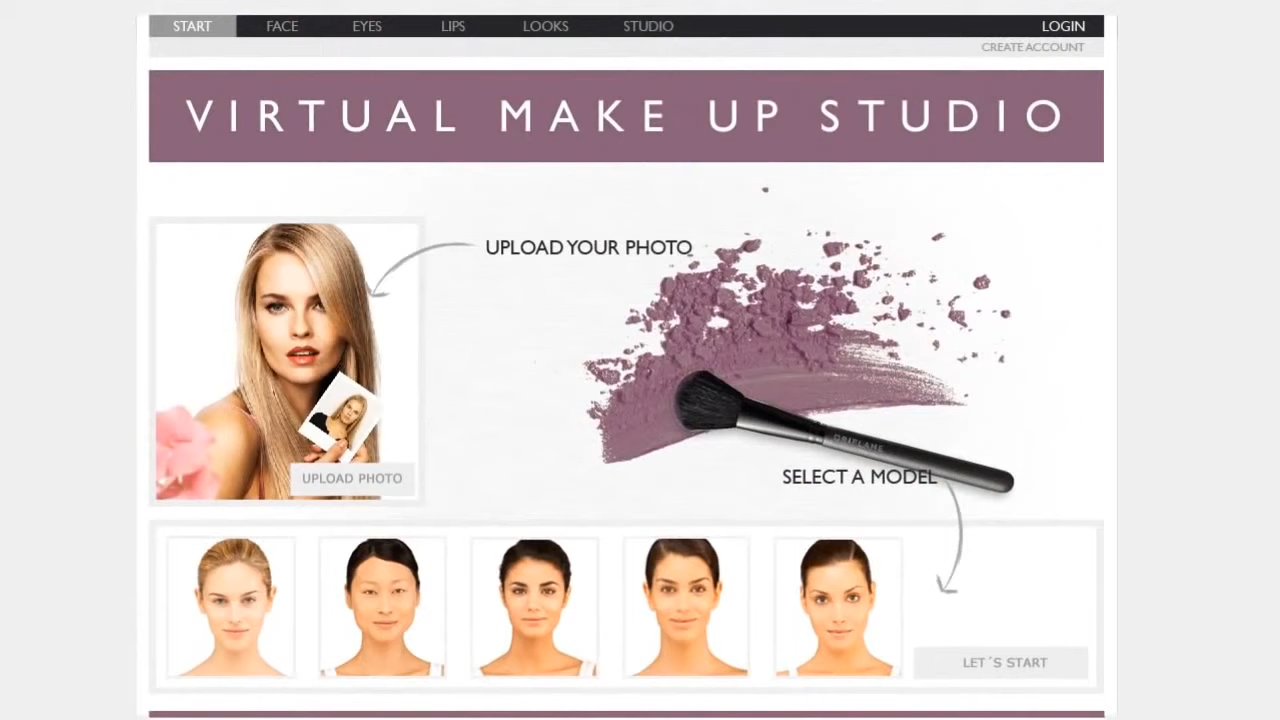 START FACE EYES LIPS LOOKS STUDIO LOGIN
CREATE ACCOUNT
VIRTUAL MAKE UP STUDIO
UPLOAD YOUR PHOTO
ORIFLAME
SELECT A MODEL
UPLOAD PHOTO
LET´S START